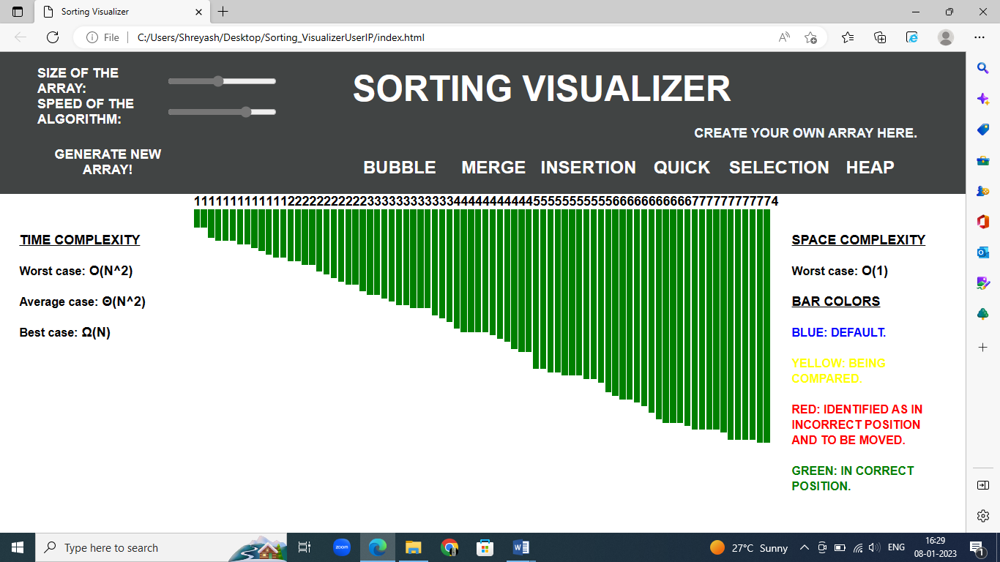 Sorting Visualizer
File
C:/Users/Shreyash/Desktop/Sorting_VisualizerUserIP/index.html
SIZE OF THE
ARRAY:
SPEED OF THE
ALGORITHM:
GENERATE NEW
ARRAY!
SORTING VISUALIZER
CREATE YOUR OWN ARRAY HERE.
BUBBLE MERGE INSERTION QUICK SELECTION HEAP
111111111111122222222222333333333333444444444445555555555566666666666777777777774
TIME COMPLEXITY
Worst case: O(N^2)
Average case: Θ(N^2)
Best case: Ω(N)
SPACE COMPLEXITY
Worst case: O(1)
BAR COLORS
BLUE: DEFAULT.
YELLOW: BEING
COMPARED.
RED: IDENTIFIED AS IN
INCORRECT POSITION
AND TO BE MOVED.
GREEN: IN CORRECT
POSITION.
Type here to search
zoom
27°C Sunny
ENG
16:29
08-01-2023
1